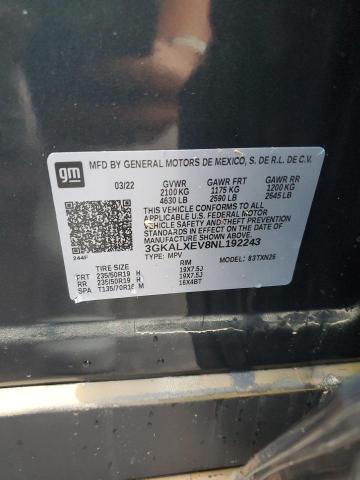 gm
MFD BY GENERAL MOTORS DE MEXICO, S. DE R.L. DE C.V.
03/22 GVWR GAWR FRT GAWR RR
2100 KG 1175 KG 1200 KG
4630 LB 2590 LB 2645 LB
THIS VEHICLE CONFORMS TO ALL
APPLICABLE U.S. FEDERAL MOTOR
VEHICLE SAFETY AND THEFT PREVENTION
STANDARDS IN EFFECT ON THE DATE OF
MANUFACTURE SHOWN ABOVE.
3GKALXEV8NL192243
TYPE: MPV MODEL: 83TXN26
244F
TIRE SIZE RIM
FRT 235/50R19 H 19X7.5J
RR 235/50R19 H 19X7.5J
SPA T135/70R16 M 16X4BT